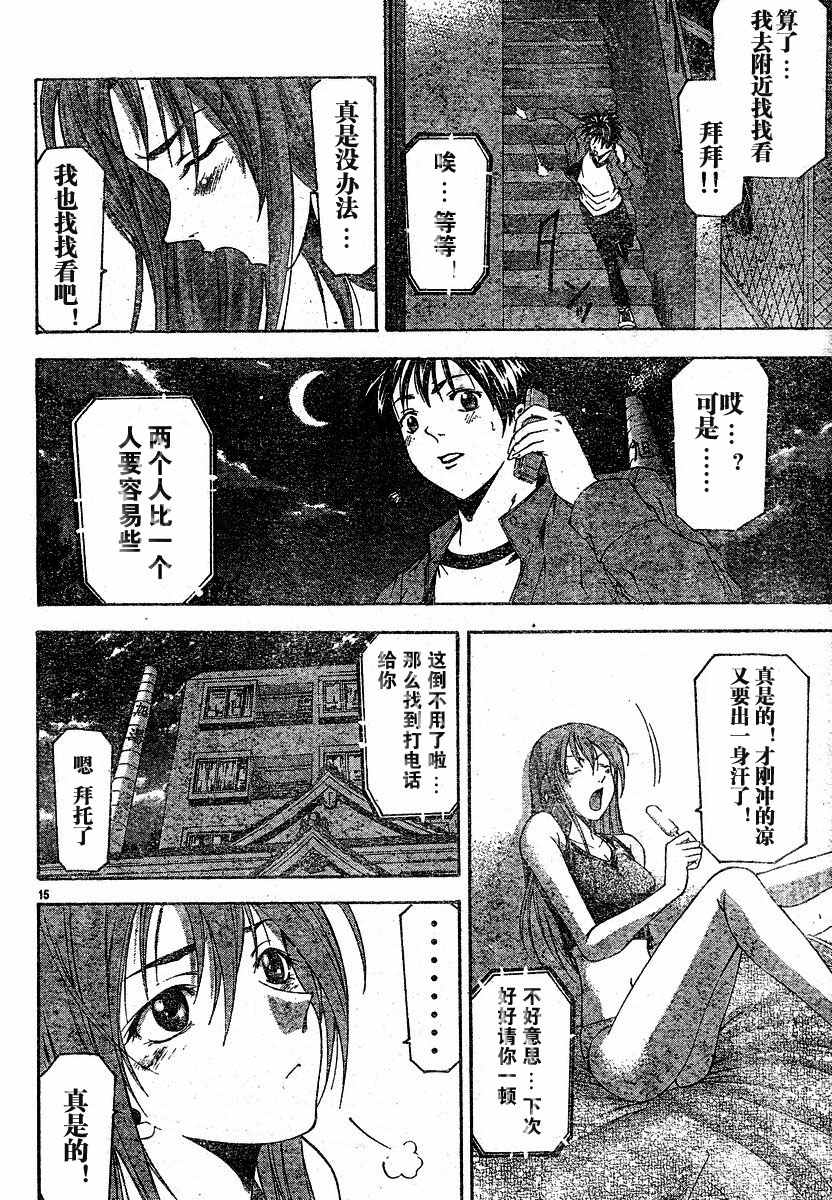 算了…
我去附近找找看
拜拜!!
唉…等等!
真是没办法…
我也找找看吧!
哎…?
可是……
两个人比一个
人要容易些
真是的!才刚冲的凉
又要出一身汗了!
不好意思…下次
好好请你一顿
这倒不用了啦…
那么找到打电话
给你
嗯 拜托了
15
……
真是的!